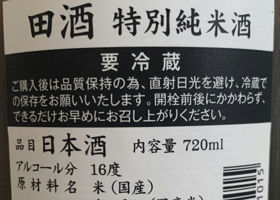 田酒 特別純米酒
要冷蔵
ご購入後は品質保持の為、直射日光を避け、冷蔵で
の保存をお願いいたします。開栓前後にかかわらず、
できるだけお早めにお召し上がりください。
品目 日本酒 内容量 720ml
アルコール分 16度
原材料名 米(国産)
1015